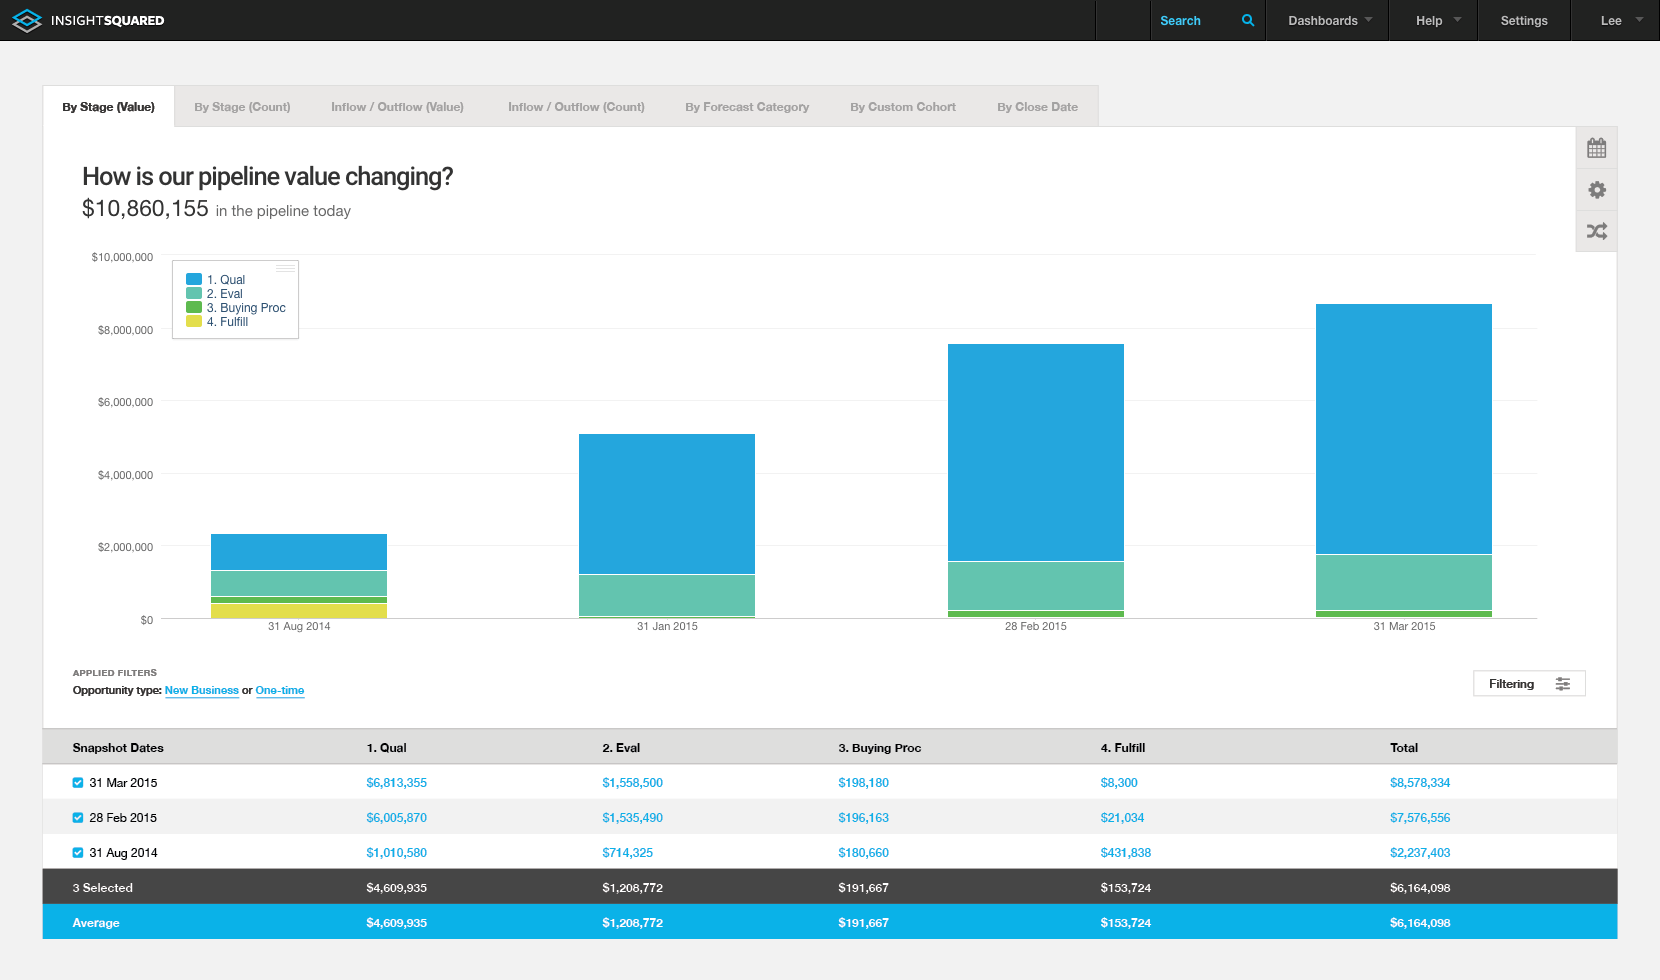 INSIGHTSQUARED
Search
Dashboards
Help
Settings
Lee
By Stage (Value)
By Stage (Count)
Inflow / Outflow (Value)
Inflow / Outflow (Count)
By Forecast Category
By Custom Cohort
By Close Date
How is our pipeline value changing?
$10,860,155 in the pipeline today
$10,000,000
$8,000,000
$6,000,000
$4,000,000
$2,000,000
$0
1. Qual
2. Eval
3. Buying Proc
4. Fulfill
31 Aug 2014
31 Jan 2015
28 Feb 2015
31 Mar 2015
APPLIED FILTERS
Opportunity type: New Business or One-time
Filtering
Snapshot Dates 1. Qual 2. Eval 3. Buying Proc 4. Fulfill Total
31 Mar 2015 $6,813,355 $1,558,500 $198,180 $8,300 $8,578,334
28 Feb 2015 $6,005,870 $1,535,490 $196,163 $21,034 $7,576,556
31 Aug 2014 $1,010,580 $714,325 $180,660 $431,838 $2,237,403
3 Selected $4,609,935 $1,208,772 $191,667 $153,724 $6,164,098
Average $4,609,935 $1,208,772 $191,667 $153,724 $6,164,098